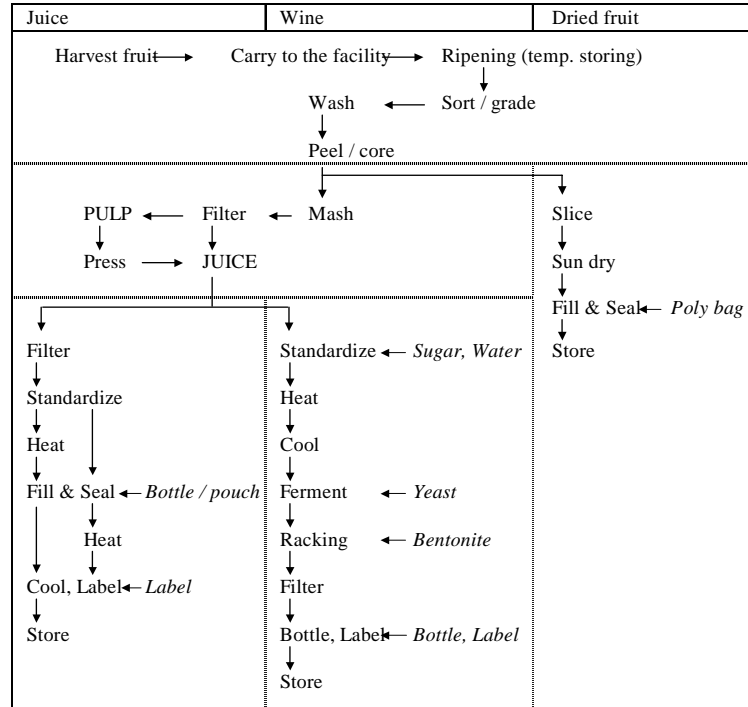 Juice Wine Dried fruit
Harvest fruit Carry to the facility Ripening (temp. storing)
Wash Sort / grade
Peel / core
PULP Filter Mash Slice
Press JUICE Sun dry
Fill & Seal Poly bag
Filter Standardize Sugar, Water Store
Standardize Heat
Heat Cool
Fill & Seal Bottle / pouch Ferment Yeast
Heat Racking Bentonite
Cool, Label Label Filter
Store Bottle, Label Bottle, Label
Store